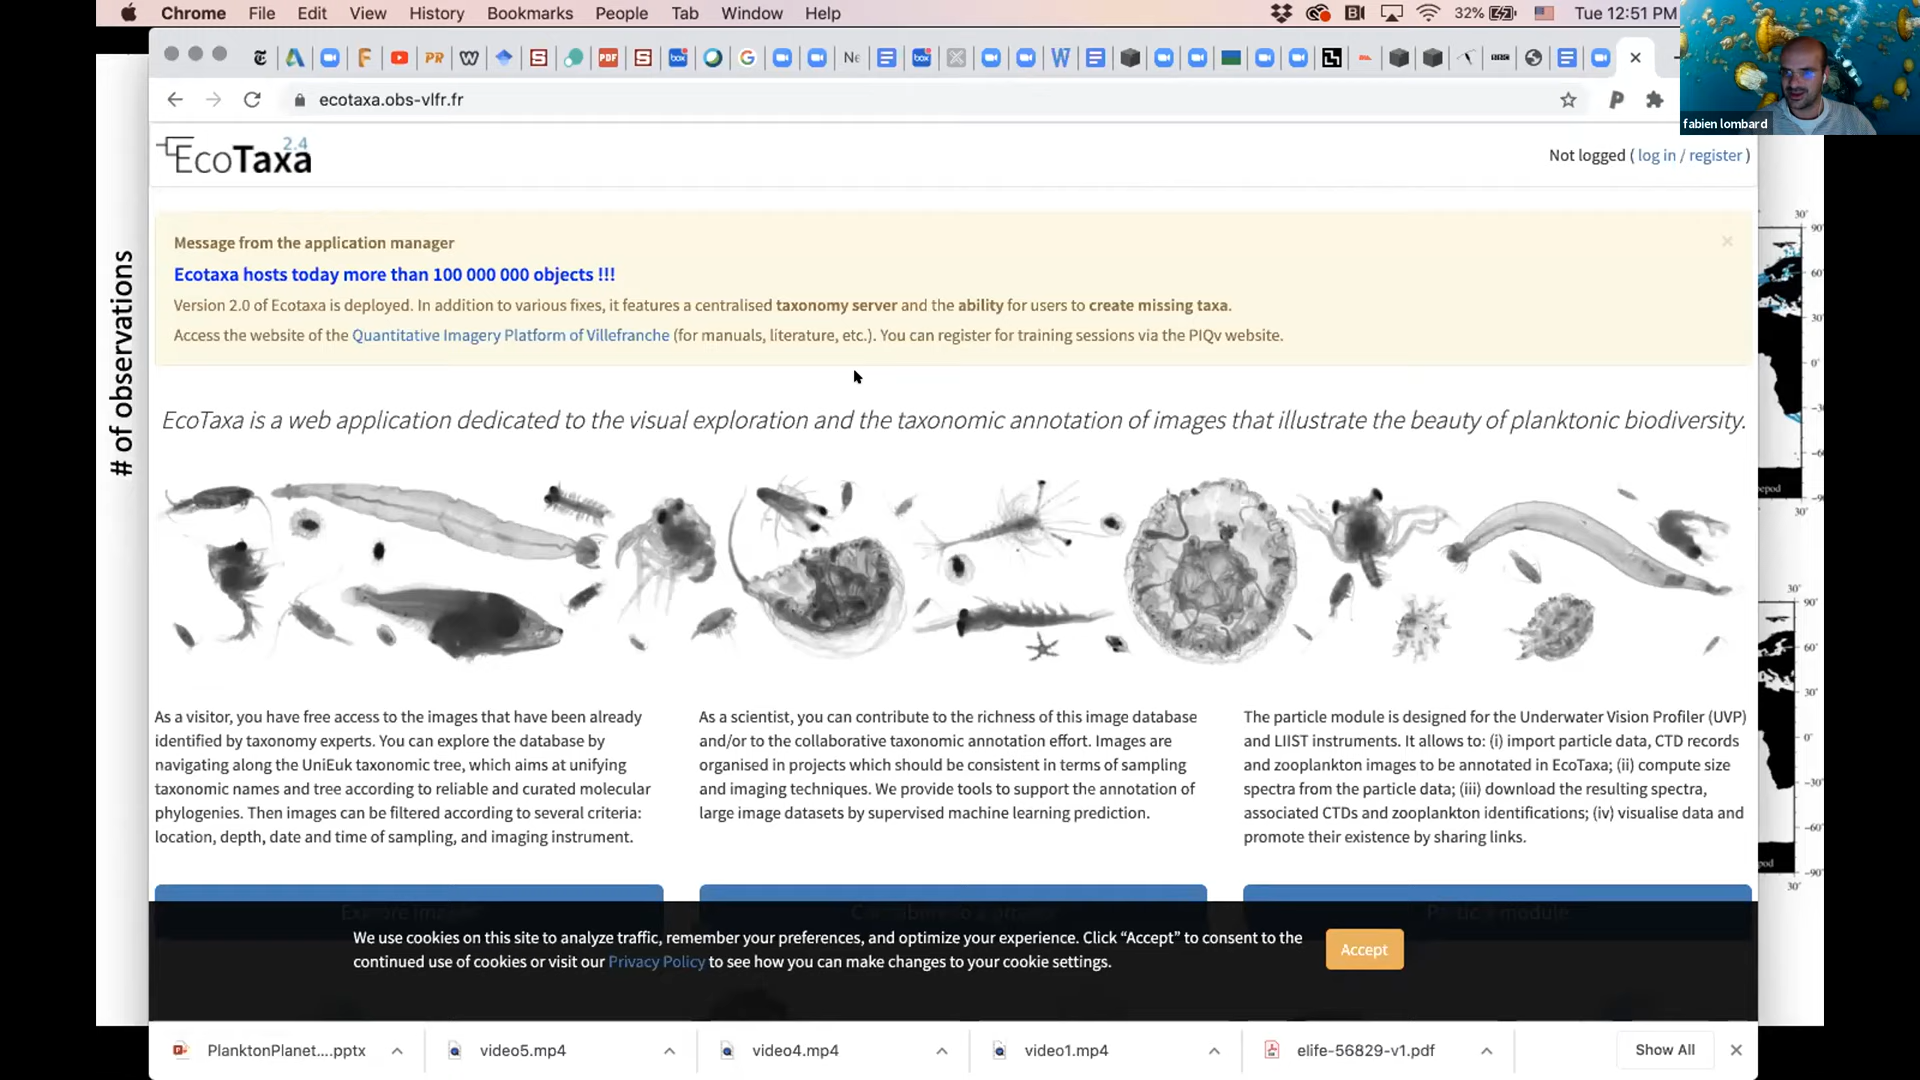 Chrome File Edit View History Bookmarks People Tab Window Help
32%
Tue 12:51 PM
fabien lombard
ecotaxa.obs-vlfr.fr
EcoTaxa 2.4
Not logged ( log in / register )
Message from the application manager
Ecotaxa hosts today more than 100 000 000 objects !!!
Version 2.0 of Ecotaxa is deployed. In addition to various fixes, it features a centralised taxonomy server and the ability for users to create missing taxa.
Access the website of the Quantitative Imagery Platform of Villefranche (for manuals, literature, etc.). You can register for training sessions via the PIQv website.
# of observations
EcoTaxa is a web application dedicated to the visual exploration and the taxonomic annotation of images that illustrate the beauty of planktonic biodiversity.
As a visitor, you have free access to the images that have been already
identified by taxonomy experts. You can explore the database by
navigating along the UniEuk taxonomic tree, which aims at unifying
taxonomic names and tree according to reliable and curated molecular
phylogenies. Then images can be filtered according to several criteria:
location, depth, date and time of sampling, and imaging instrument.
As a scientist, you can contribute to the richness of this image database
and/or to the collaborative taxonomic annotation effort. Images are
organised in projects which should be consistent in terms of sampling
and imaging techniques. We provide tools to support the annotation of
large image datasets by supervised machine learning prediction.
The particle module is designed for the Underwater Vision Profiler (UVP)
and LIIST instruments. It allows to: (i) import particle data, CTD records
and zooplankton images to be annotated in EcoTaxa; (ii) compute size
spectra from the particle data; (iii) download the resulting spectra,
associated CTDs and zooplankton identifications; (iv) visualise data and
promote their existence by sharing links.
We use cookies on this site to analyze traffic, remember your preferences, and optimize your experience. Click “Accept” to consent to the
continued use of cookies or visit our Privacy Policy to see how you can make changes to your cookie settings.
Accept
PlanktonPlanet....pptx
video5.mp4
video4.mp4
video1.mp4
elife-56829-v1.pdf
Show All